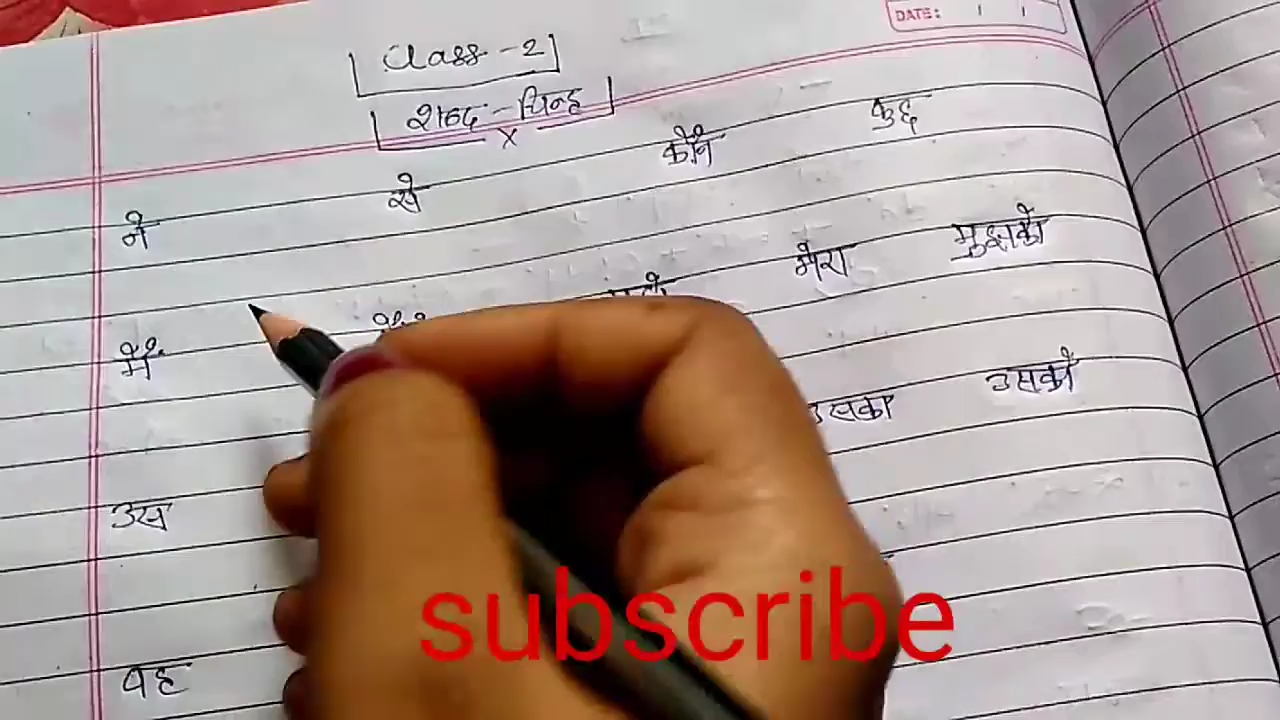 DATE:
Class - 2
शब्द - चिन्ह
x
ने से कौन कुछ
में मेरा मुझको
उस उसका उसको
वह
subscribe